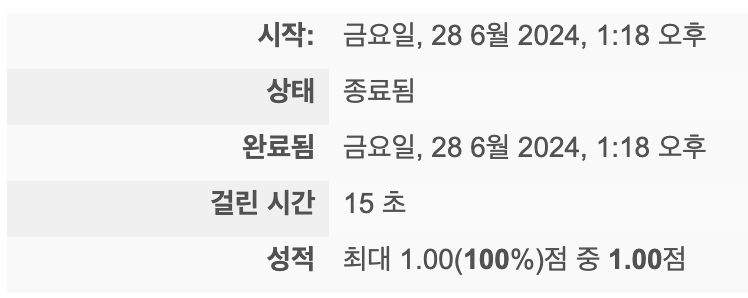 시작: 금요일, 28 6월 2024, 1:18 오후
상태 종료됨
완료됨 금요일, 28 6월 2024, 1:18 오후
걸린 시간 15 초
성적 최대 1.00(100%)점 중 1.00점